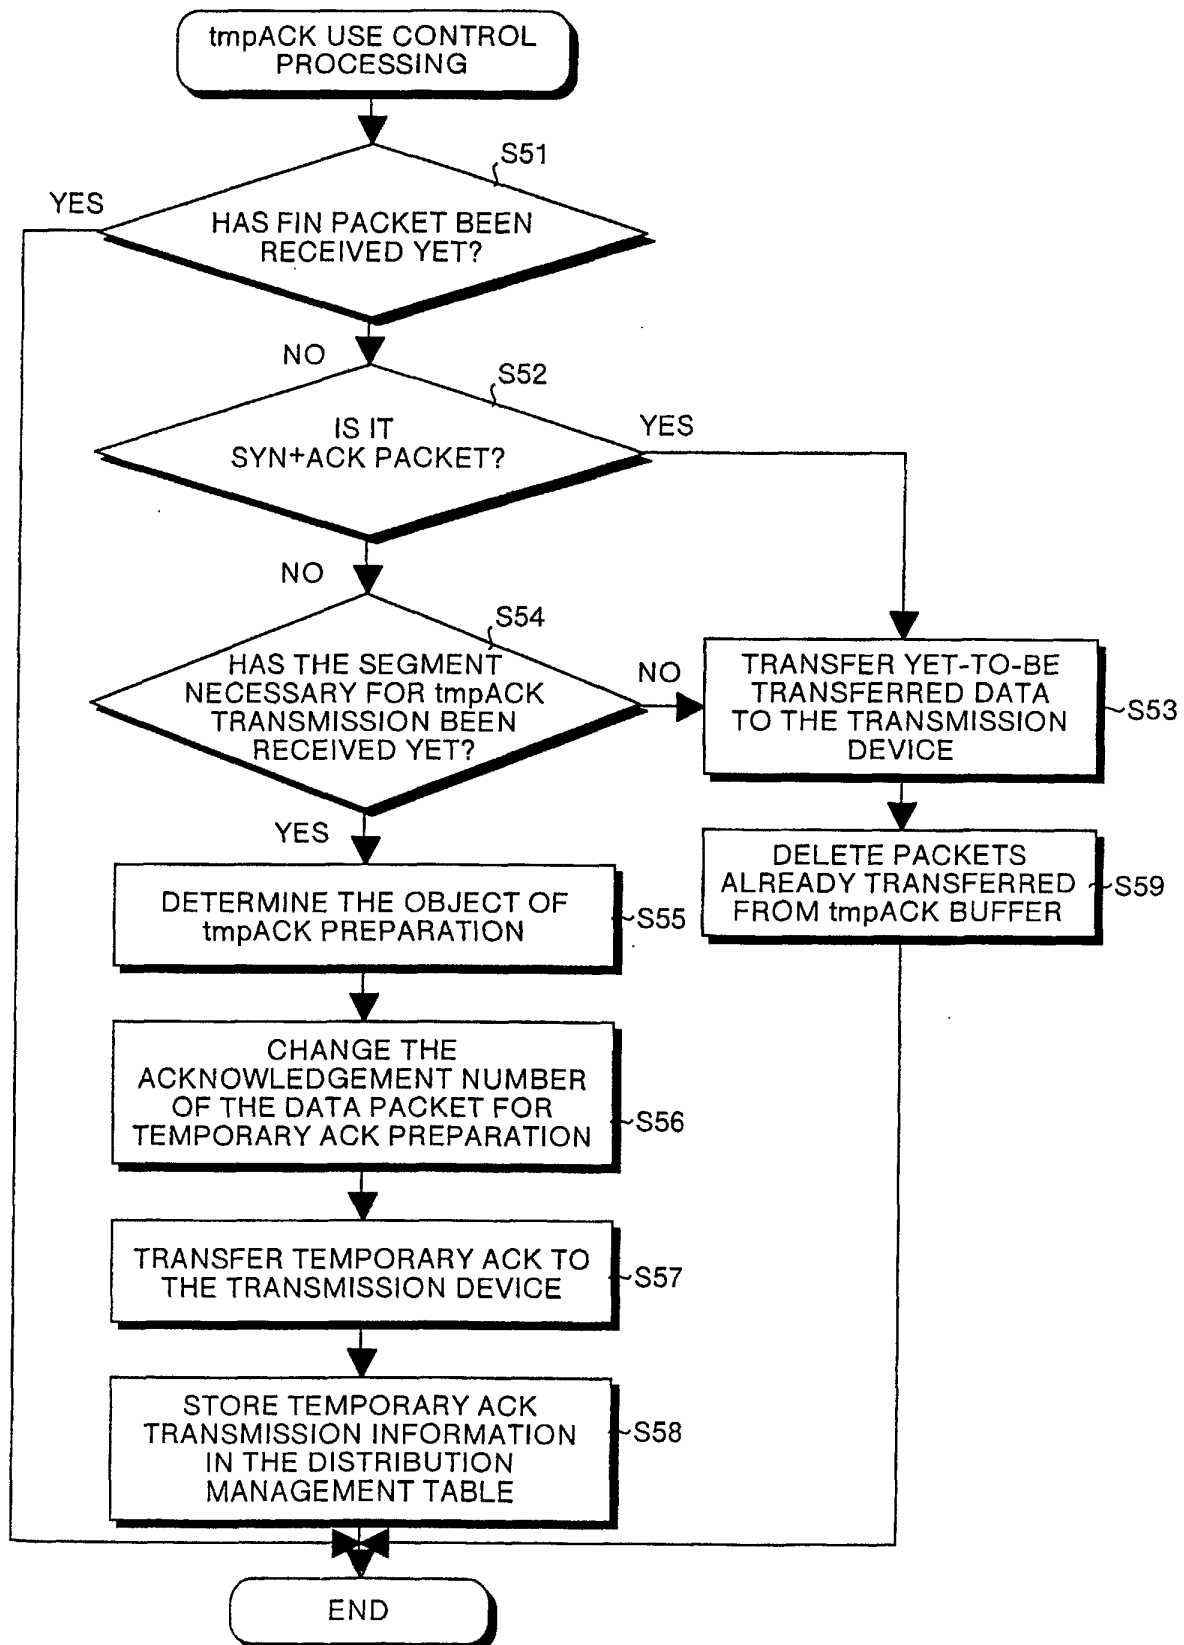 tmpACK USE CONTROL
PROCESSING
S51
YES
HAS FIN PACKET BEEN
RECEIVED YET?
NO
S52
YES
IS IT
SYN+ACK PACKET?
NO
S54
HAS THE SEGMENT
NECESSARY FOR tmpACK
TRANSMISSION BEEN
RECEIVED YET?
NO
TRANSFER YET-TO-BE
TRANSFERRED DATA
TO THE TRANSMISSION
DEVICE
S53
YES
DELETE PACKETS
ALREADY TRANSFERRED
FROM tmpACK BUFFER
S59
DETERMINE THE OBJECT OF
tmpACK PREPARATION
S55
CHANGE THE
ACKNOWLEDGEMENT NUMBER
OF THE DATA PACKET FOR
TEMPORARY ACK PREPARATION
S56
TRANSFER TEMPORARY ACK TO
THE TRANSMISSION DEVICE
S57
STORE TEMPORARY ACK
TRANSMISSION INFORMATION
IN THE DISTRIBUTION
MANAGEMENT TABLE
S58
END